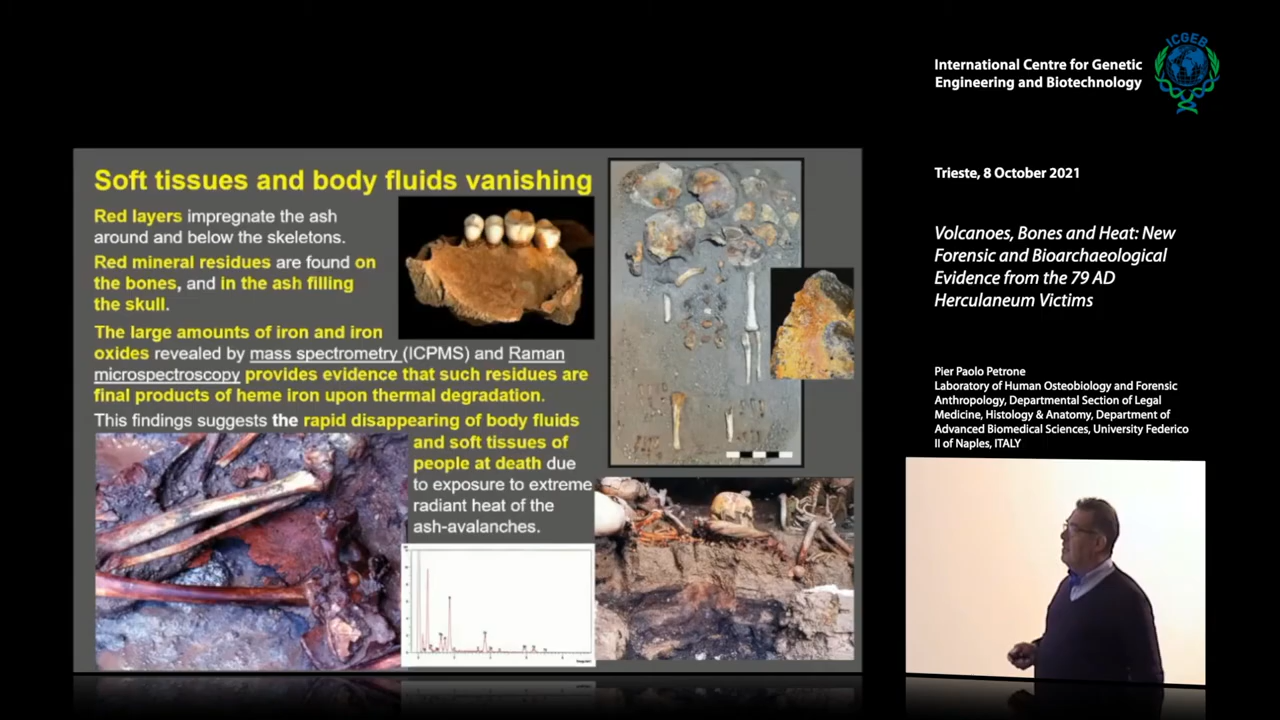 ICGEB
International Centre for Genetic
Engineering and Biotechnology
Trieste, 8 October 2021
Volcanoes, Bones and Heat: New
Forensic and Bioarchaeological
Evidence from the 79 AD
Herculaneum Victims
Pier Paolo Petrone
Laboratory of Human Osteobiology and Forensic
Anthropology, Departmental Section of Legal
Medicine, Histology & Anatomy, Department of
Advanced Biomedical Sciences, University Federico
II of Naples, ITALY
Soft tissues and body fluids vanishing
Red layers impregnate the ash
around and below the skeletons.
Red mineral residues are found on
the bones, and in the ash filling
the skull.
The large amounts of iron and iron
oxides revealed by mass spectrometry (ICPMS) and Raman
microspectroscopy provides evidence that such residues are
final products of heme iron upon thermal degradation.
This findings suggests the rapid disappearing of body fluids
and soft tissues of
people at death due
to exposure to extreme
radiant heat of the
ash-avalanches.